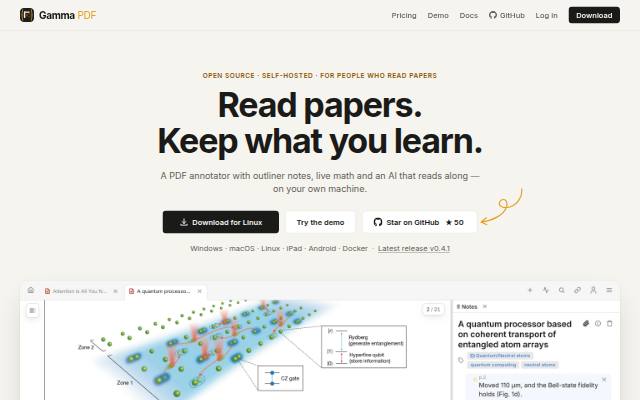 Gamma PDF
Pricing Demo Docs GitHub Log in Download
OPEN SOURCE · SELF-HOSTED · FOR PEOPLE WHO READ PAPERS
Read papers.
Keep what you learn.
A PDF annotator with outliner notes, live math and an AI that reads along —
on your own machine.
Download for Linux
Try the demo
Star on GitHub ★ 50
Windows · macOS · Linux · iPad · Android · Docker · Latest release v0.4.1
Attention Is All You N...
A quantum processo...
2 / 21
Notes
A quantum processor based
on coherent transport of
entangled atom arrays
Quantum/Neutral atoms
quantum computing neutral atoms
p.2
Moved 110 μm, and the Bell-state fidelity
holds (Fig. 1d).
Zone 2
Zone 1
Rydberg
(generate entanglement)
Hyperfine qubit
(store information)
CZ gate